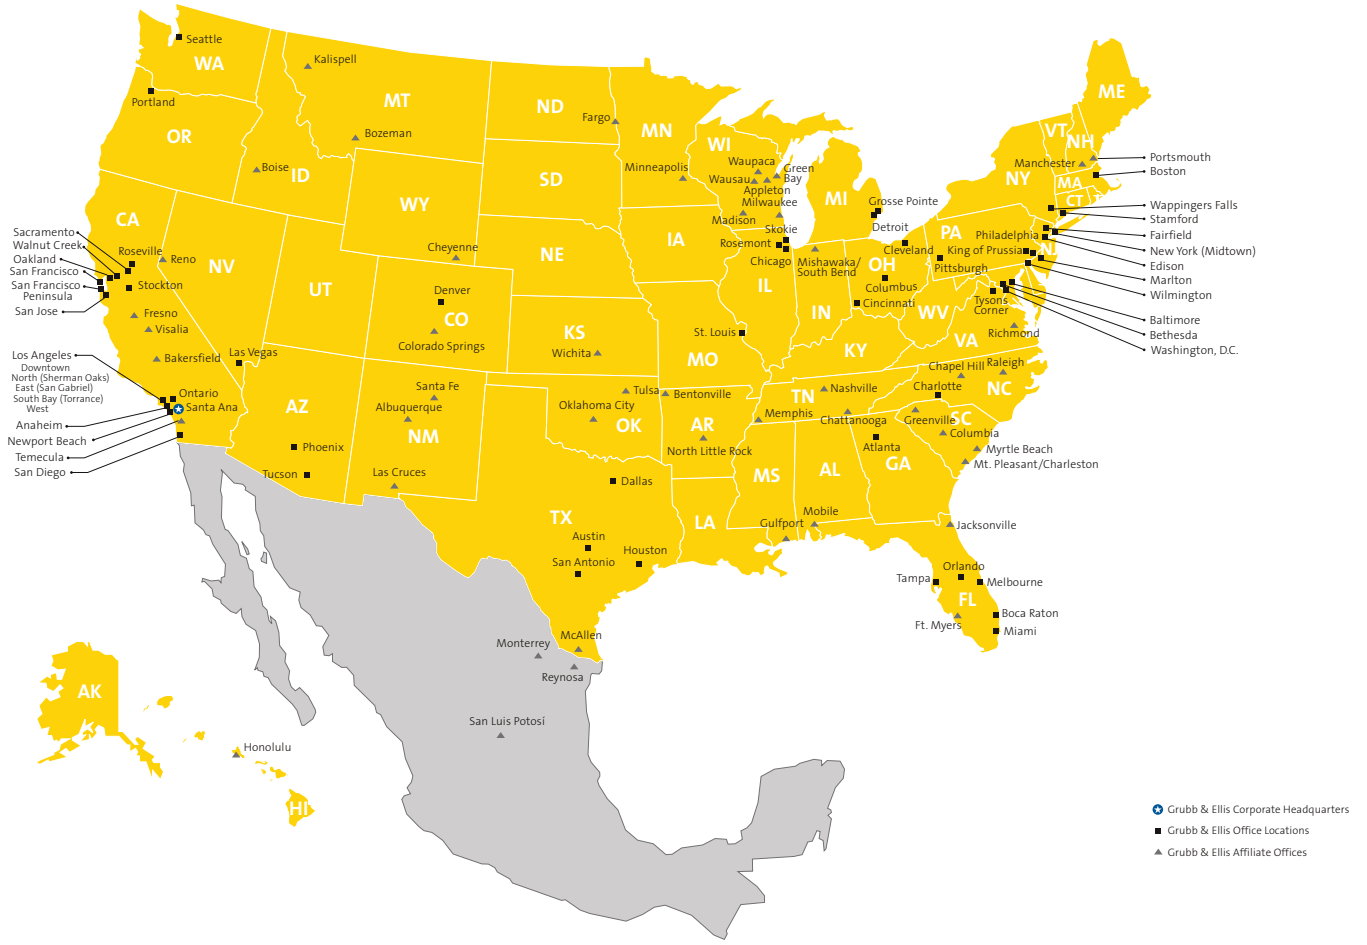 Seattle
WA
Portland
OR
Kalispell
MT
Bozeman
Boise
ID
ND
Fargo
MN
Minneapolis
SD
WY
Cheyenne
NE
IA
WI
Waupaca
Wausau
Green
Bay
Appleton
Milwaukee
Madison
Skokie
Rosemont
Chicago
IL
MI
Grosse Pointe
Detroit
Mishawaka/
South Bend
IN
OH
Cleveland
Columbus
Cincinnati
PA
King of Prussia
Philadelphia
Pittsburgh
NJ
NY
VT
NH
ME
Manchester
MA
CT
Portsmouth
Boston
Wappingers Falls
Stamford
Fairfield
New York (Midtown)
Edison
Marlton
Wilmington
Baltimore
Bethesda
Washington, D.C.
Tysons
Corner
WV
VA
Richmond
KY
CA
Sacramento
Walnut Creek
Oakland
San Francisco
San Francisco
Peninsula
San Jose
Roseville
Reno
Stockton
Fresno
Visalia
Bakersfield
NV
Las Vegas
UT
Denver
CO
Colorado Springs
KS
Wichita
St. Louis
MO
Los Angeles
Downtown
North (Sherman Oaks)
East (San Gabriel)
South Bay (Torrance)
West
Anaheim
Newport Beach
Temecula
San Diego
Ontario
Santa Ana
AZ
Phoenix
Tucson
Santa Fe
Albuquerque
NM
Las Cruces
Tulsa
Oklahoma City
OK
Bentonville
AR
North Little Rock
TN
Nashville
Memphis
Chattanooga
Chapel Hill
Raleigh
Charlotte
NC
Greenville
SC
Columbia
Myrtle Beach
Mt. Pleasant/Charleston
Atlanta
GA
MS
AL
Mobile
Gulfport
LA
Dallas
TX
Austin
San Antonio
Houston
McAllen
Jacksonville
Orlando
Tampa
Melbourne
FL
Ft. Myers
Boca Raton
Miami
Monterrey
Reynosa
San Luis Potosí
AK
Honolulu
HI
Grubb & Ellis Corporate Headquarters
Grubb & Ellis Office Locations
Grubb & Ellis Affiliate Offices